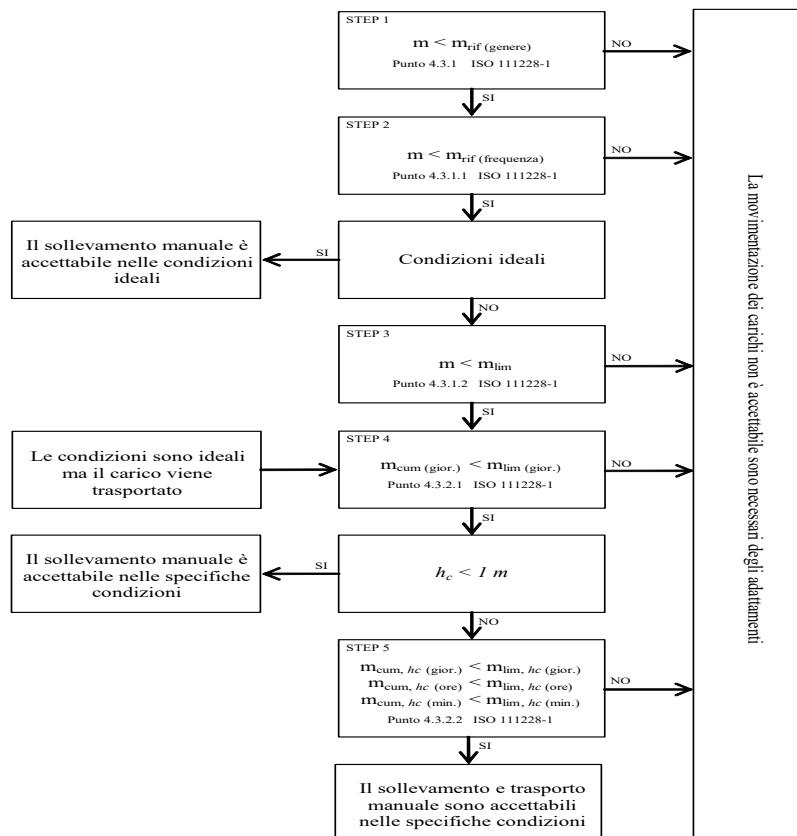 STEP 1
m < mrif (genere)
Punto 4.3.1 ISO 111228-1
NO
SI
STEP 2
m < mrif (frequenza)
Punto 4.3.1.1 ISO 111228-1
NO
SI
Il sollevamento manuale è
accettabile nelle condizioni
ideali
SI
Condizioni ideali
NO
STEP 3
m < mlim
Punto 4.3.1.2 ISO 111228-1
NO
SI
Le condizioni sono ideali
ma il carico viene
trasportato
STEP 4
mcum (gior.) < mlim (gior.)
Punto 4.3.2.1 ISO 111228-1
NO
SI
Il sollevamento manuale è
accettabile nelle specifiche
condizioni
SI
hc < 1 m
NO
STEP 5
mcum, hc (gior.) < mlim, hc (gior.)
mcum, hc (ore) < mlim, hc (ore)
mcum, hc (min.) < mlim, hc (min.)
Punto 4.3.2.2 ISO 111228-1
NO
SI
Il sollevamento e trasporto
manuale sono accettabili
nelle specifiche condizioni
La movimentazione dei carichi non è accettabile sono necessari degli adattamenti